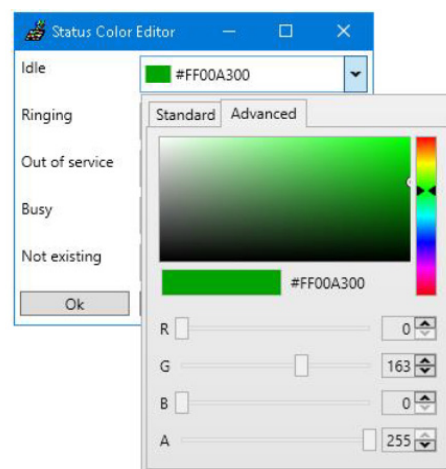 Status Color Editor
Idle
#FF00A300
Ringing
Standard
Advanced
Out of service
Busy
Not existing
#FF00A300
Ok
R
0
G
163
B
0
A
255